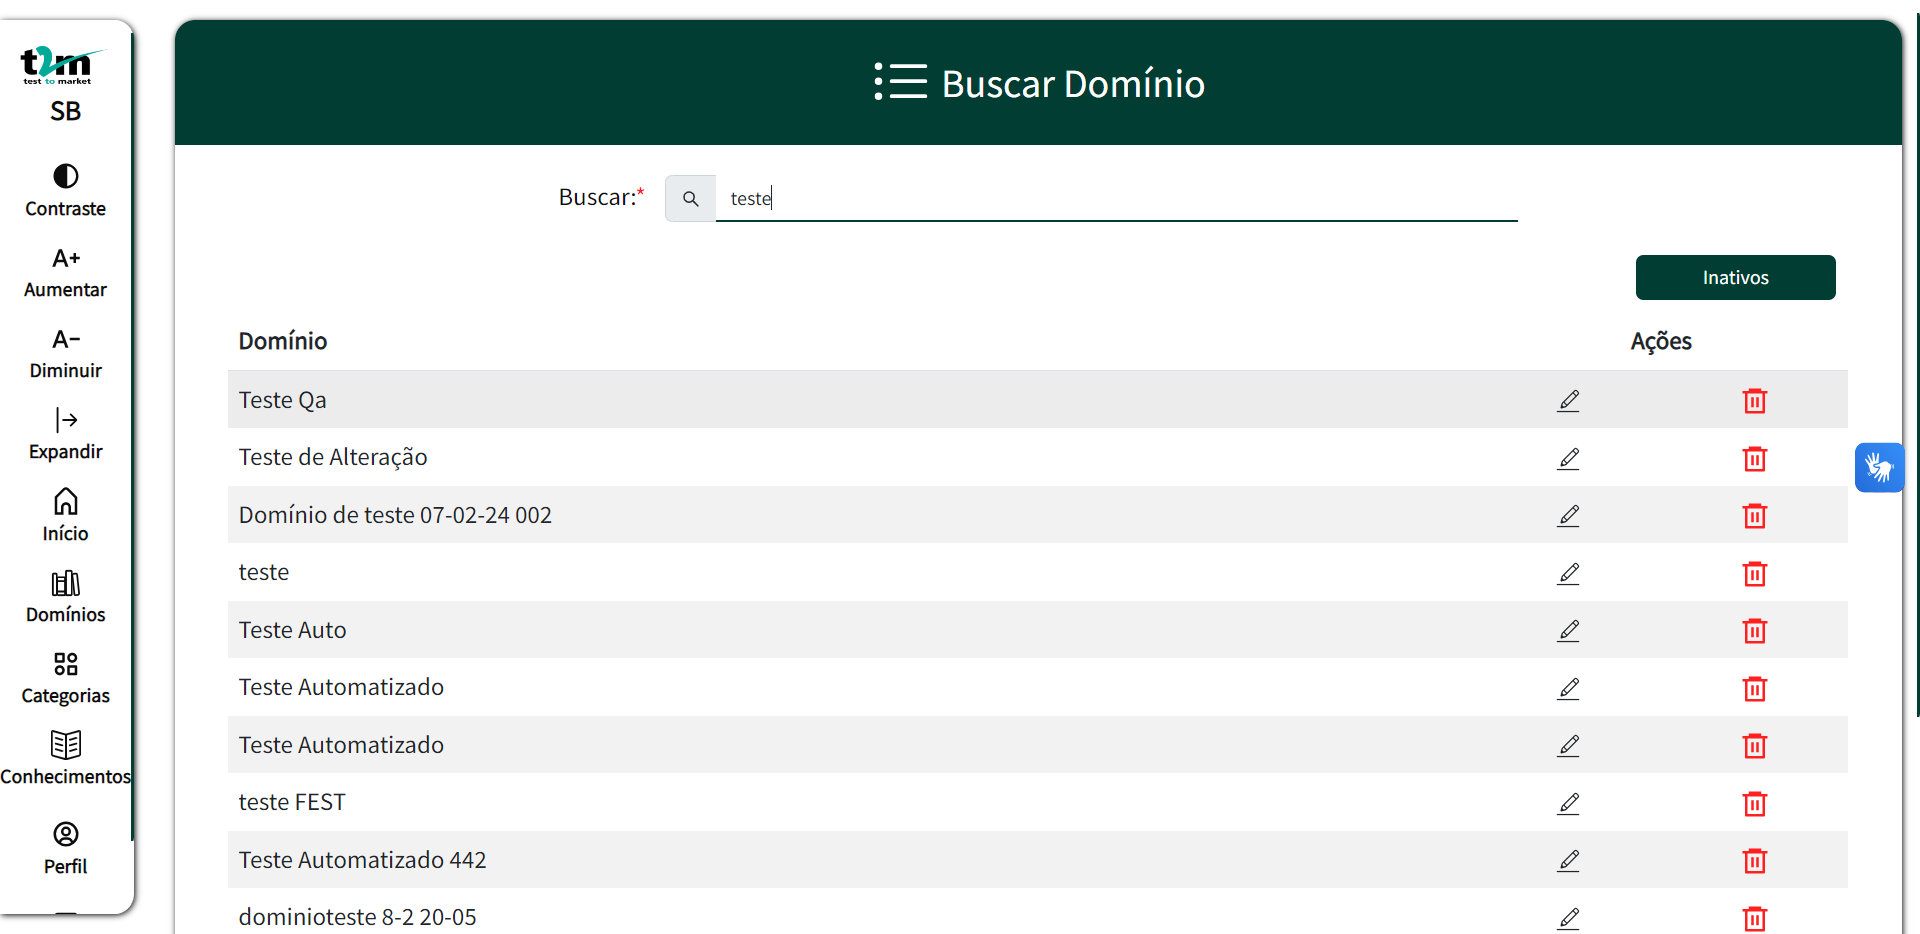 t2m
test to market
SB
Contraste
A+
Aumentar
A-
Diminuir
Expandir
Início
Domínios
Categorias
Conhecimentos
Perfil
Buscar Domínio
Buscar:*
teste
Inativos
Domínio Ações
Teste Qa
Teste de Alteração
Domínio de teste 07-02-24 002
teste
Teste Auto
Teste Automatizado
Teste Automatizado
teste FEST
Teste Automatizado 442
dominioteste 8-2 20-05